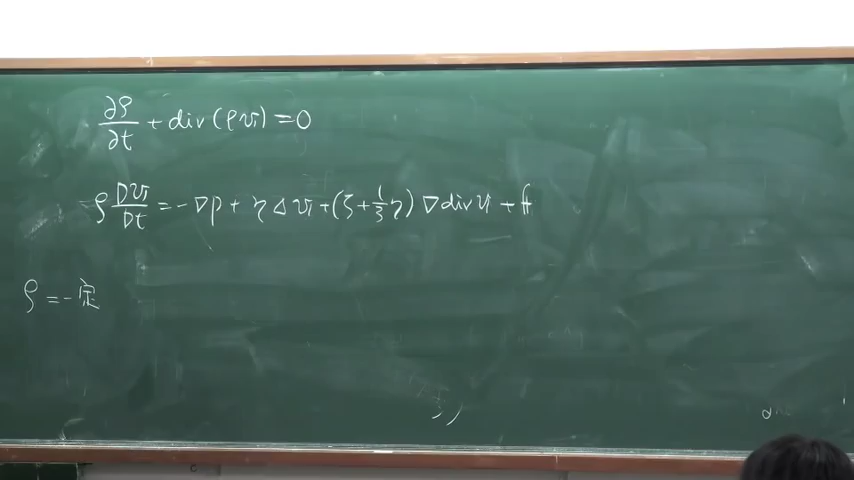 ∂ρ/∂t + div(ρv) = 0
ρ Dv/Dt = -∇p + η△v + (ζ + 1/3 η)∇div v + f
ρ = 一定